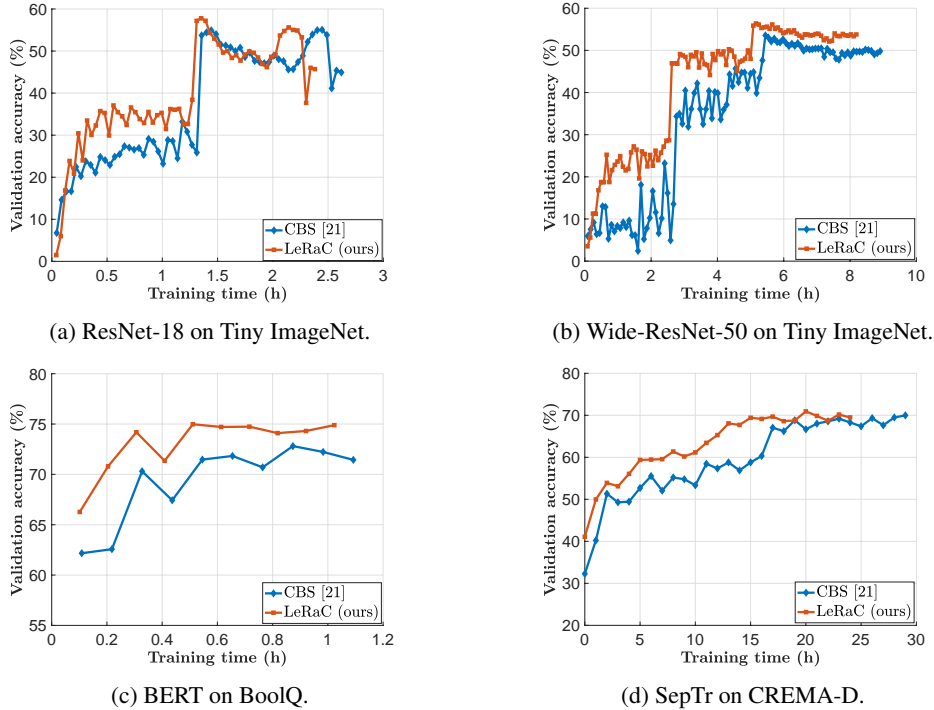 60
50
40
30
20
10
0
Validation accuracy (%)
CBS [21]
LeRaC (ours)
0 0.5 1 1.5 2 2.5 3
Training time (h)
(a) ResNet-18 on Tiny ImageNet.
60
50
40
30
20
10
0
Validation accuracy (%)
CBS [21]
LeRaC (ours)
0 2 4 6 8 10
Training time (h)
(b) Wide-ResNet-50 on Tiny ImageNet.
80
75
70
65
60
55
Validation accuracy (%)
CBS [21]
LeRaC (ours)
0 0.2 0.4 0.6 0.8 1 1.2
Training time (h)
(c) BERT on BoolQ.
80
70
60
50
40
30
20
Validation accuracy (%)
CBS [21]
LeRaC (ours)
0 5 10 15 20 25 30
Training time (h)
(d) SepTr on CREMA-D.